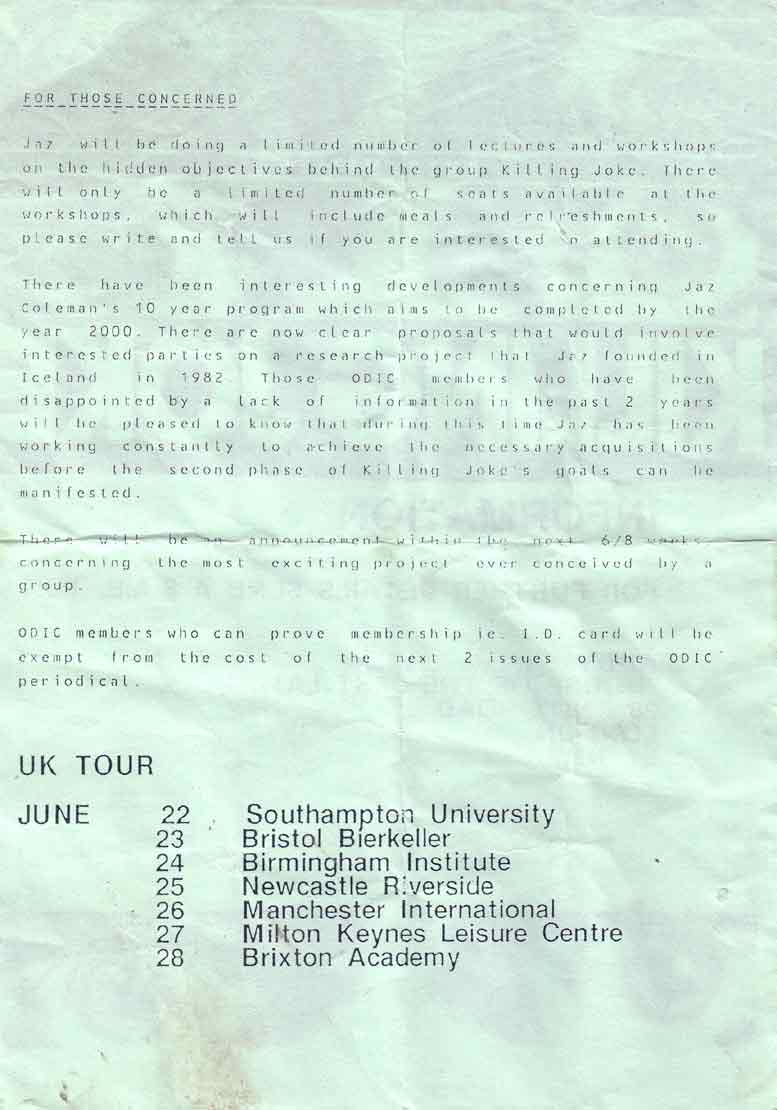 FOR THOSE CONCERNED
Jaz will be doing a limited number of lectures and workshops
on the hidden objectives behind the group Killing Joke. There
will only be a limited number of seats available at the
workshops, which will include meals and refreshments, so
please write and tell us if you are interested in attending.
There have been interesting developments concerning Jaz
Coleman's 10 year program which aims to be completed by the
year 2000. There are now clear proposals that would involve
interested parties on a research project that Jaz founded in
Iceland in 1982. Those ODIC members who have been
disappointed by a lack of information in the past 2 years
will be pleased to know that during this time Jaz has been
working constantly to achieve the necessary acquisitions
before the second phase of Killing Joke's goals can be
manifested.
There will be an announcement within the next 6/8 weeks
concerning the most exciting project ever conceived by a
group.
ODIC members who can prove membership ie. I.D. card will be
exempt from the cost of the next 2 issues of the ODIC
periodical.
UK TOUR
JUNE 22 Southampton University
23 Bristol Bierkeller
24 Birmingham Institute
25 Newcastle Riverside
26 Manchester International
27 Milton Keynes Leisure Centre
28 Brixton Academy